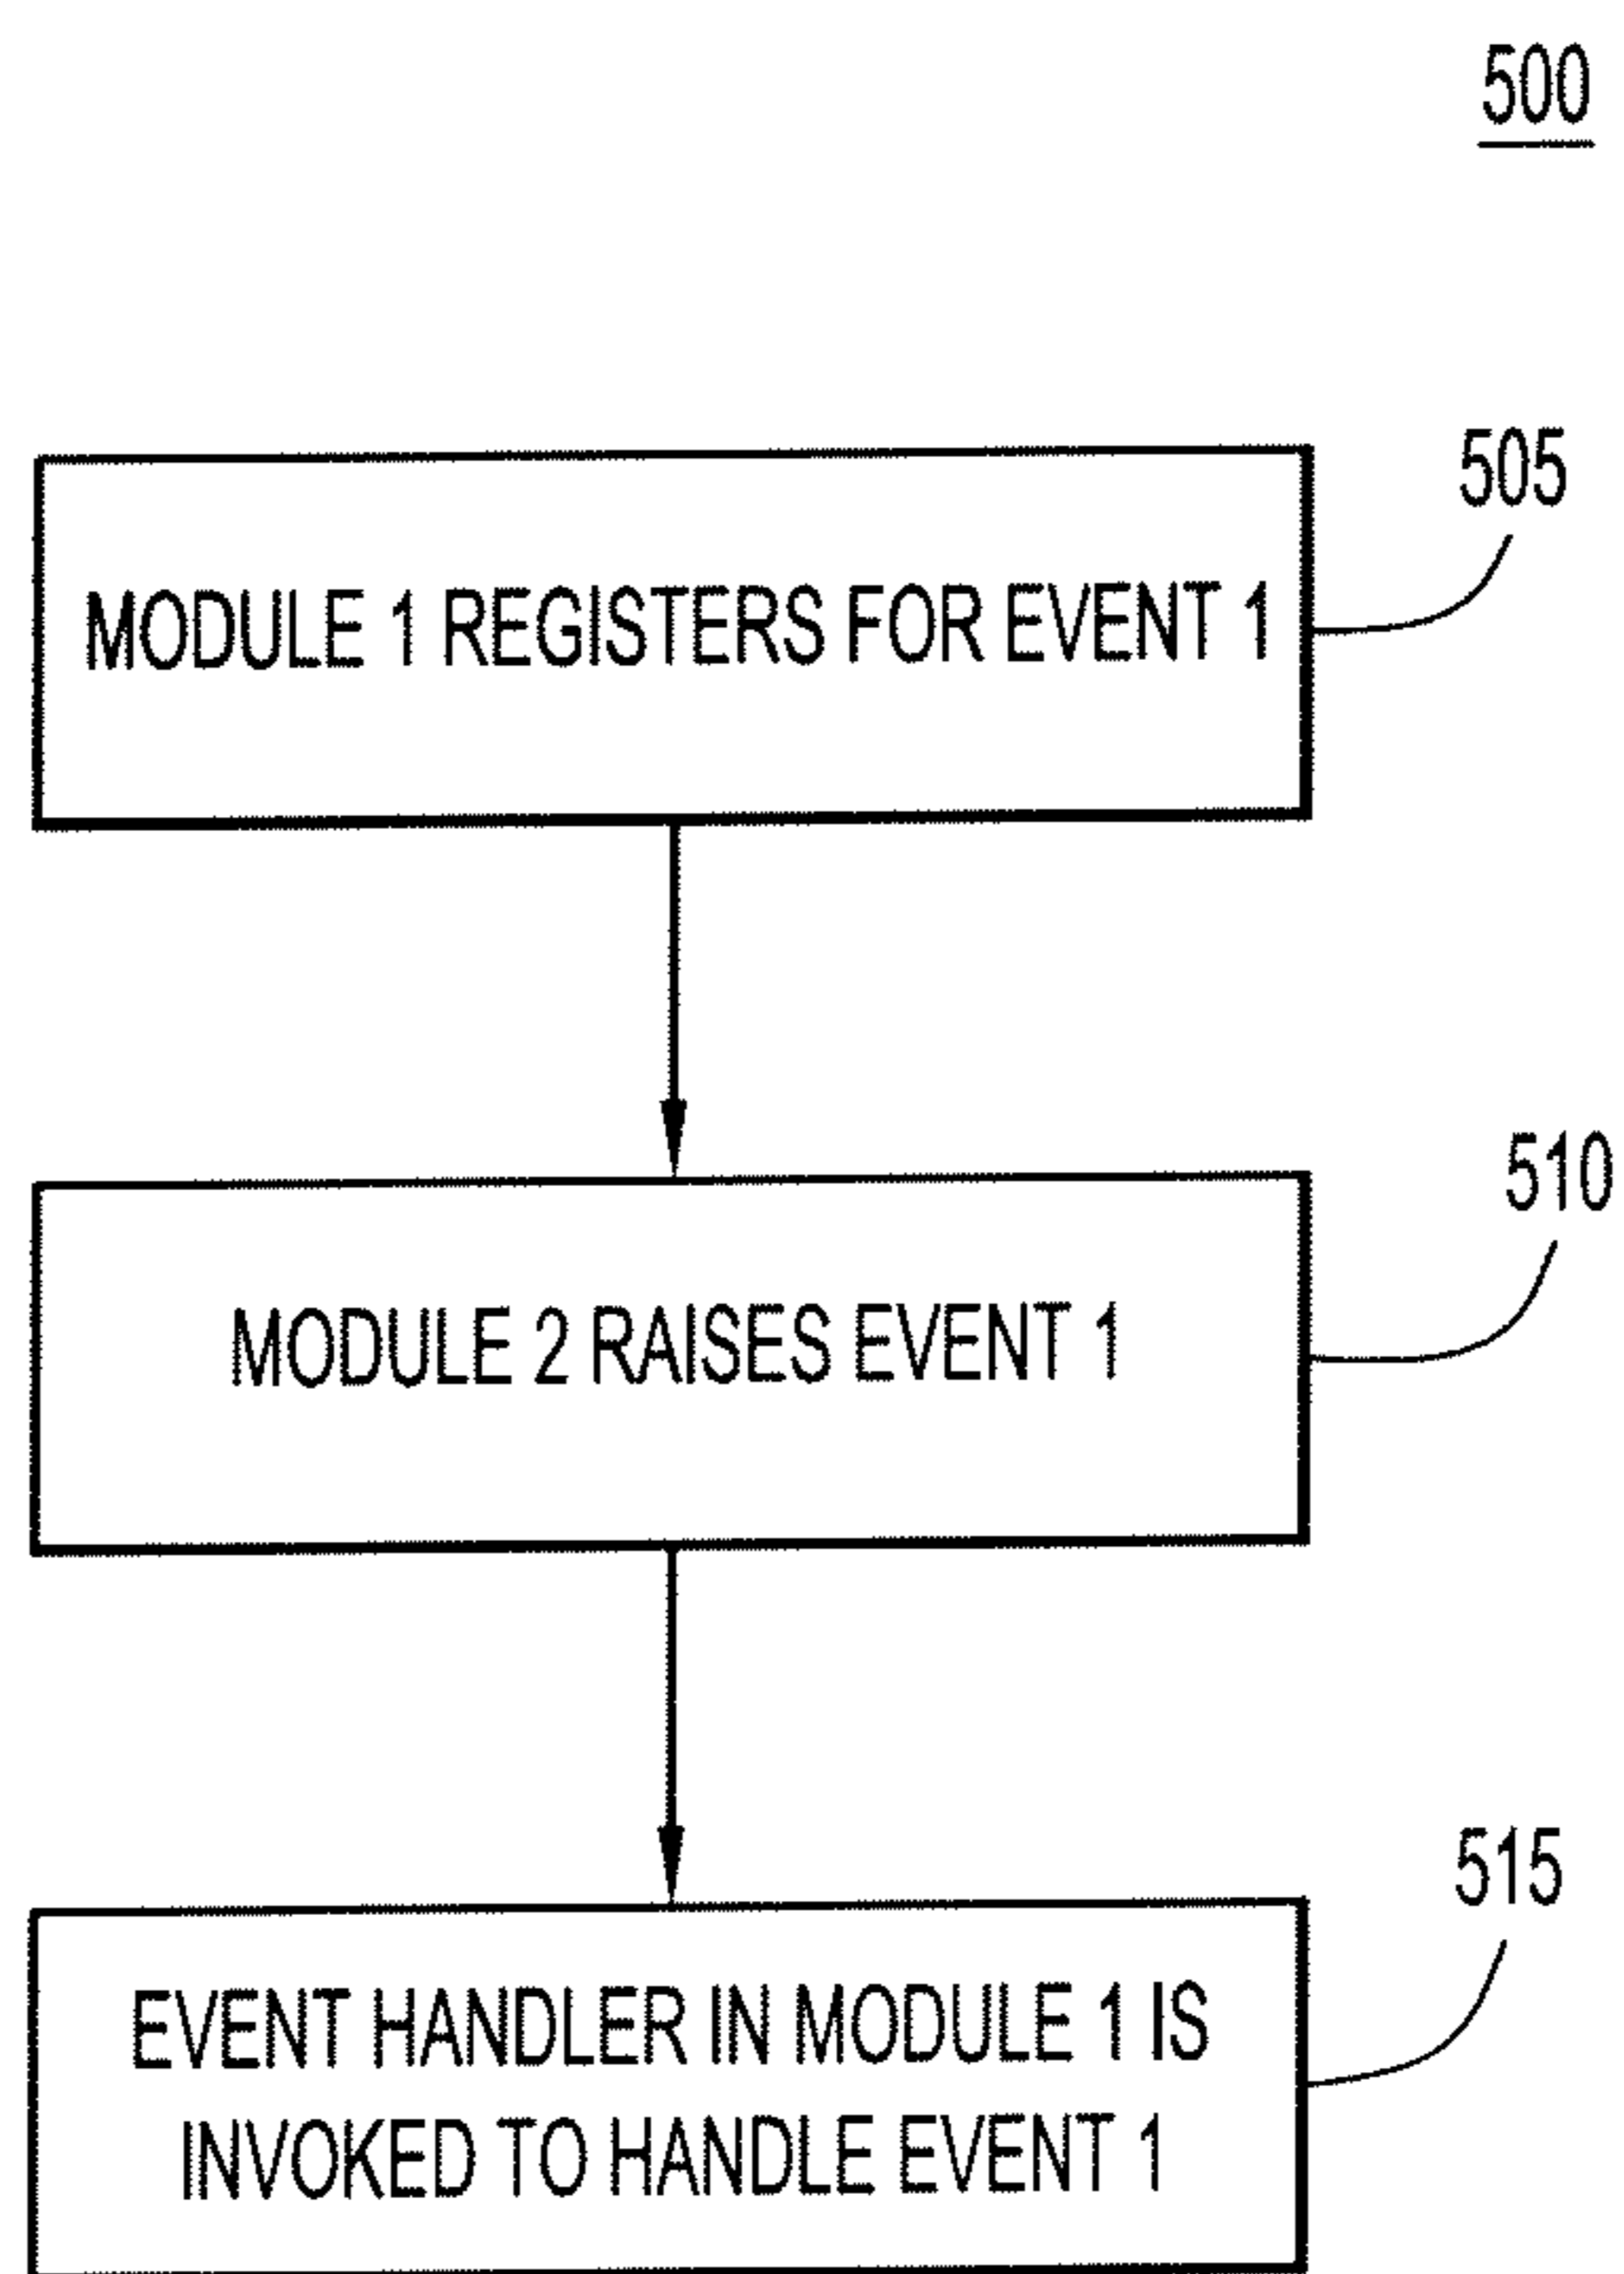 500
505
MODULE 1 REGISTERS FOR EVENT 1
510
MODULE 2 RAISES EVENT 1
515
EVENT HANDLER IN MODULE 1 IS
INVOKED TO HANDLE EVENT 1